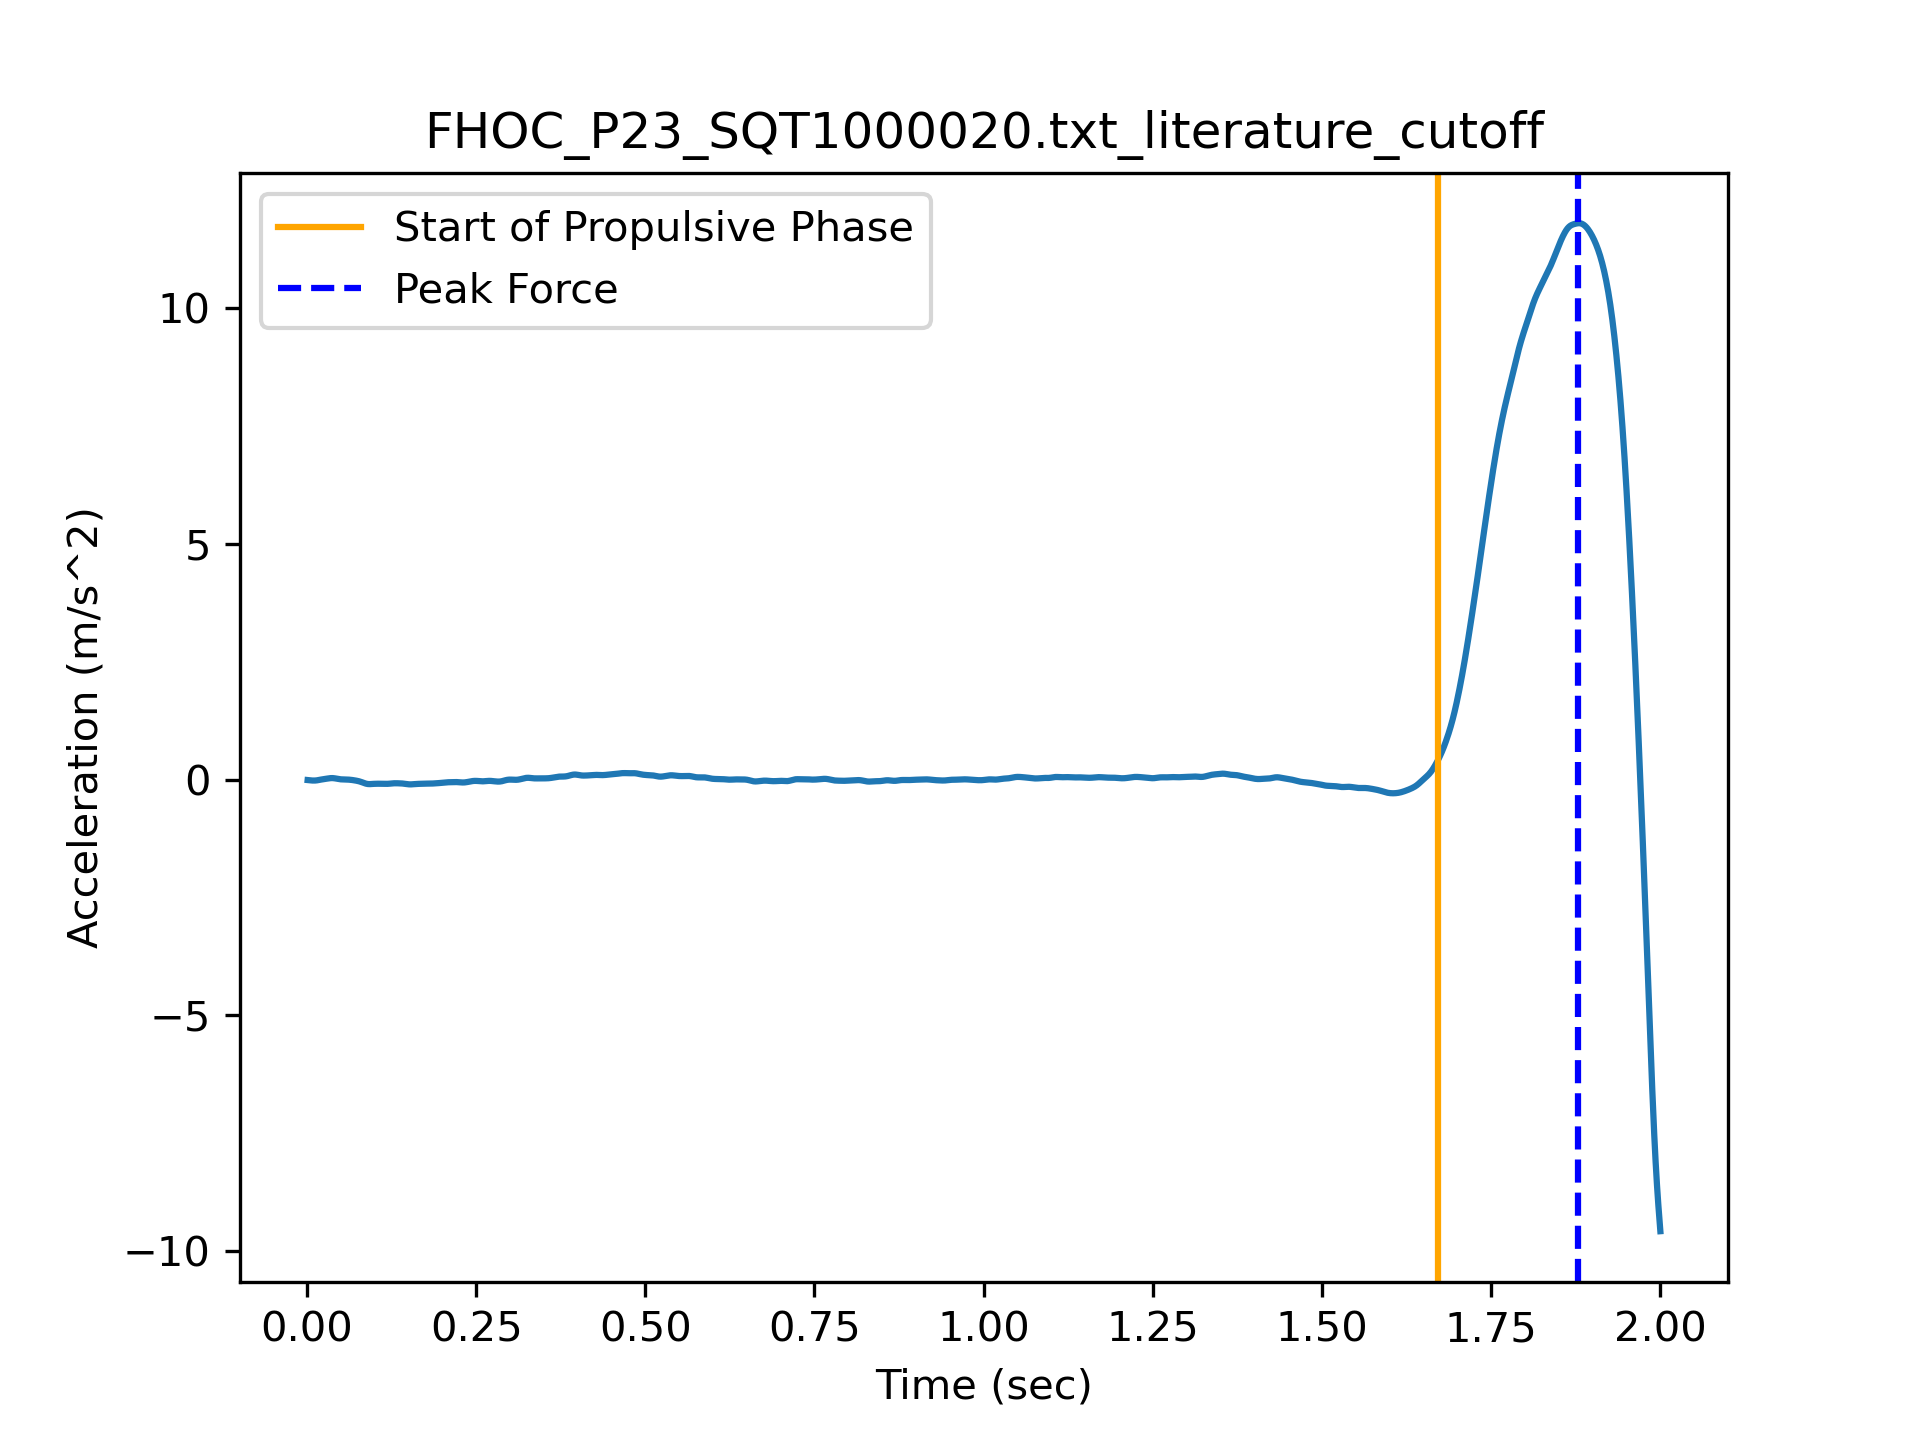 FHOC_P23_SQT1000020.txt_literature_cutoff
Start of Propulsive Phase
Peak Force
Acceleration (m/s^2)
10
5
0
−5
−10
0.00 0.25 0.50 0.75 1.00 1.25 1.50 1.75 2.00
Time (sec)